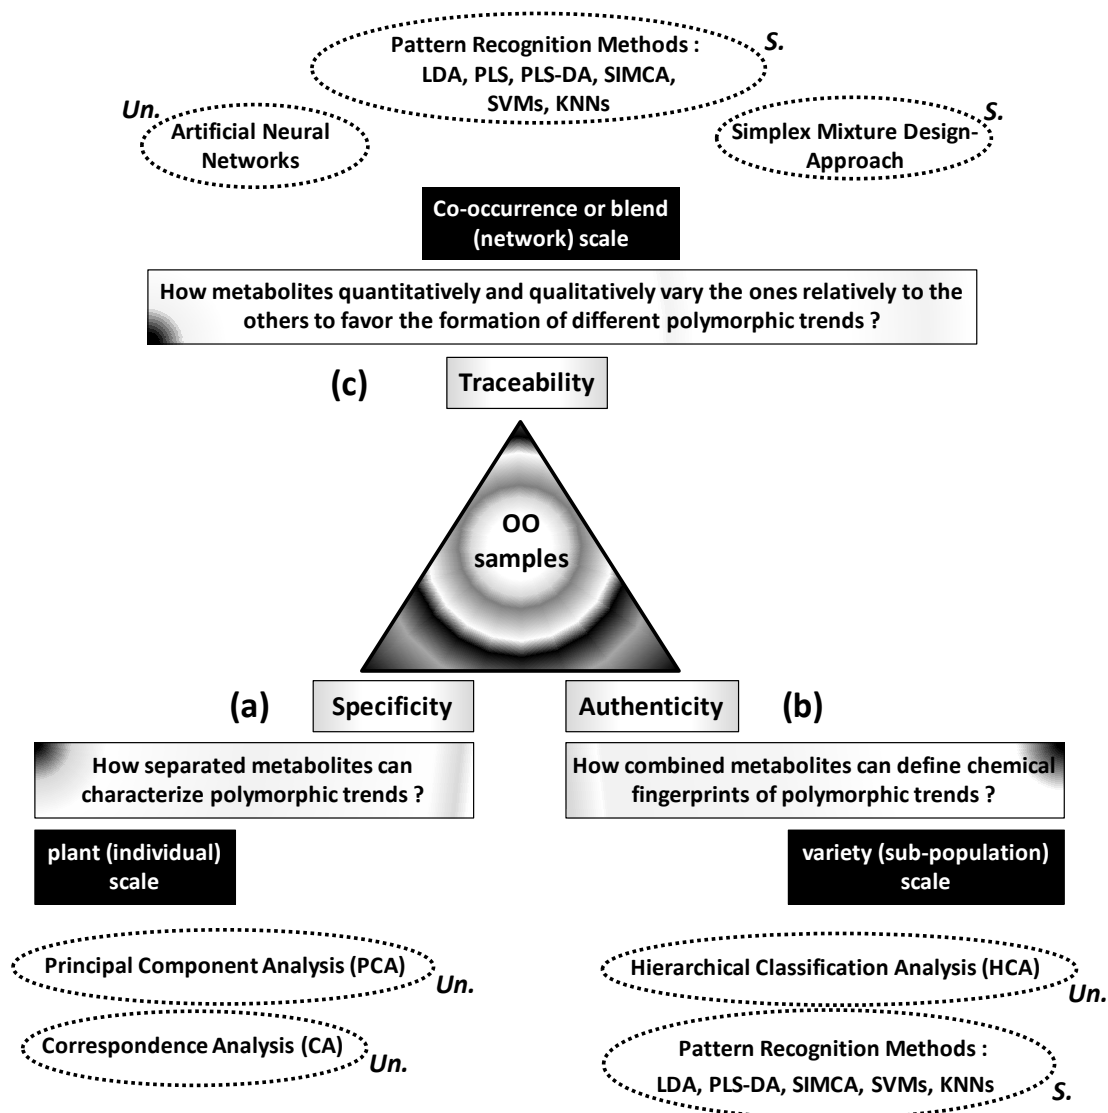 Pattern Recognition Methods :
LDA, PLS, PLS-DA, SIMCA,
SVMs, KNNs
S.
Un.
Artificial Neural
Networks
S.
Simplex Mixture Design-
Approach
Co-occurrence or blend
(network) scale
How metabolites quantitatively and qualitatively vary the ones relatively to the
others to favor the formation of different polymorphic trends ?
(c)
Traceability
OO
samples
(a)
Specificity
Authenticity
(b)
How separated metabolites can
characterize polymorphic trends ?
How combined metabolites can define chemical
fingerprints of polymorphic trends ?
plant (individual)
scale
variety (sub-population)
scale
Principal Component Analysis (PCA)
Un.
Hierarchical Classification Analysis (HCA)
Un.
Correspondence Analysis (CA)
Un.
Pattern Recognition Methods :
LDA, PLS-DA, SIMCA, SVMs, KNNs
S.